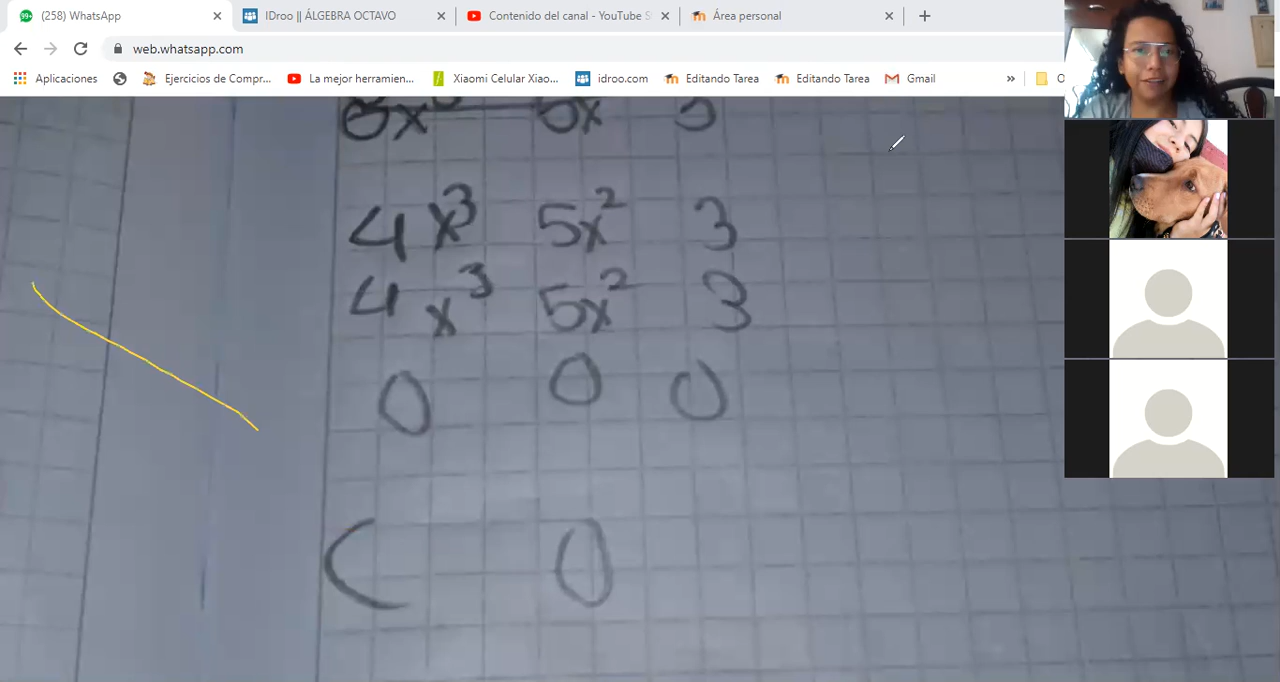 (258) WhatsApp
IDroo || ÁLGEBRA OCTAVO
Contenido del canal - YouTube S
Área personal
web.whatsapp.com
Aplicaciones
Ejercicios de Compr...
La mejor herramien...
Xiaomi Celular Xiao...
idroo.com
Editando Tarea
Editando Tarea
Gmail
»
4x³ 5x² 3
4x³ 5x² 3
0 0 0
( 0